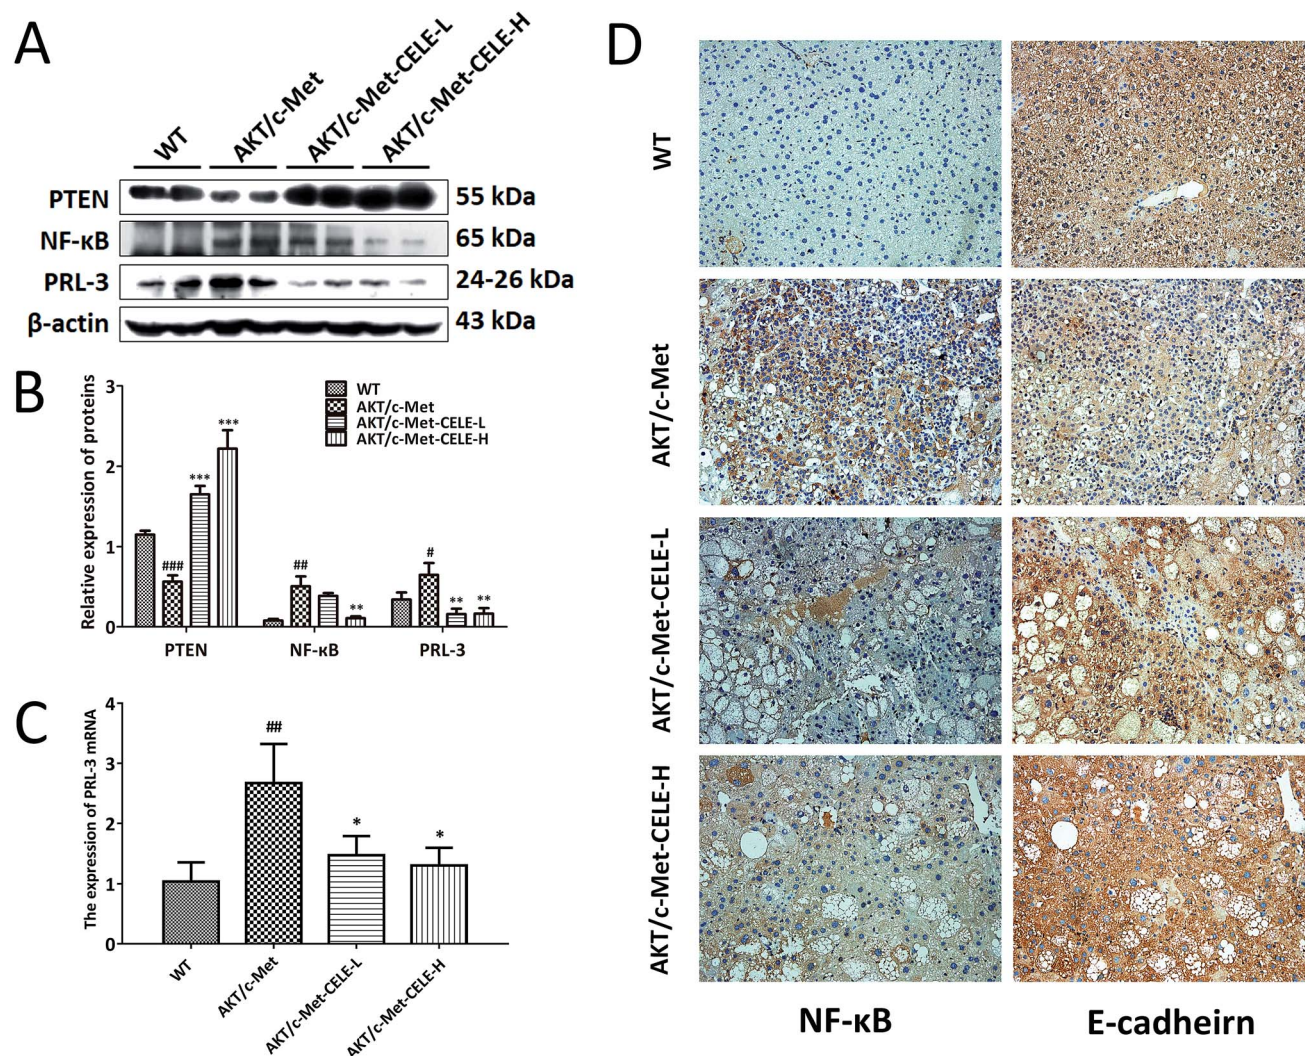 A
WT
AKT/c-Met
AKT/c-Met-CELE-L
AKT/c-Met-CELE-H
PTEN
55 kDa
NF-κB
65 kDa
PRL-3
24-26 kDa
β-actin
43 kDa
B
Relative expression of proteins
3
2
1
0
WT
AKT/c-Met
AKT/c-Met-CELE-L
AKT/c-Met-CELE-H
###
***
***
##
**
#
**
**
PTEN
NF-κB
PRL-3
C
The expression of PRL-3 mRNA
4
3
2
1
0
##
*
*
WT
AKT/c-Met
AKT/c-Met-CELE-L
AKT/c-Met-CELE-H
D
WT
AKT/c-Met
AKT/c-Met-CELE-L
AKT/c-Met-CELE-H
NF-κB
E-cadheirn